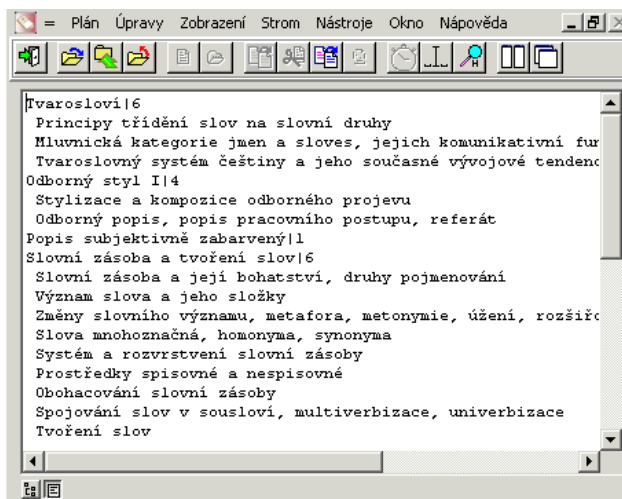 = Plán Úpravy Zobrazení Strom Nástroje Okno Nápověda
Tvarosloví|6
Principy třídění slov na slovní druhy
Mluvnická kategorie jmen a sloves, jejich komunikativní fun
Tvaroslovný systém češtiny a jeho současné vývojové tendenc
Odborný styl I|4
Stylizace a kompozice odborného projevu
Odborný popis, popis pracovního postupu, referát
Popis subjektivně zabarvený|1
Slovní zásoba a tvoření slov|6
Slovní zásoba a její bohatství, druhy pojmenování
Význam slova a jeho složky
Změny slovního významu, metafora, metonymie, úžení, rozšiřo
Slova mnohoznačná, homonyma, synonyma
Systém a rozvrstvení slovní zásoby
Prostředky spisovné a nespisovné
Obohacování slovní zásoby
Spojování slov v sousloví, multiverbizace, univerbizace
Tvoření slov